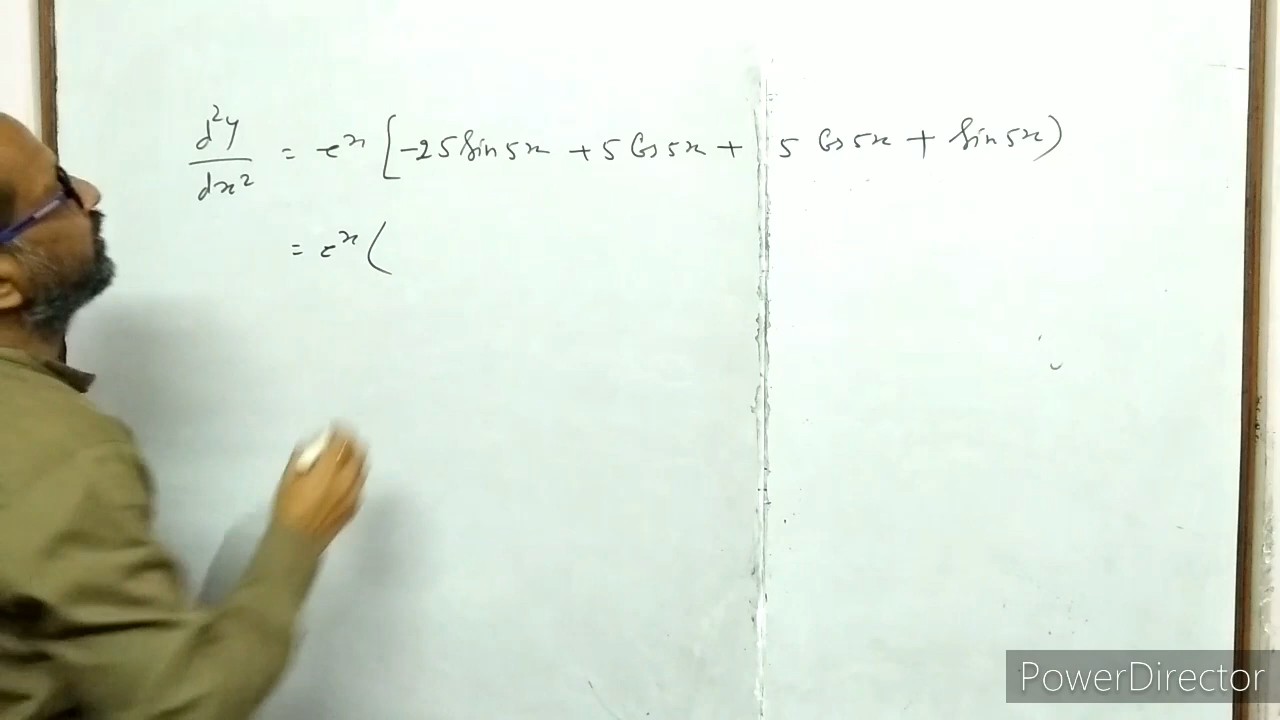 d²y/dx² = eˣ [-25 Sin 5x + 5 Cos 5x + 5 Cos 5x + Sin 5x)
= eˣ (
PowerDirector